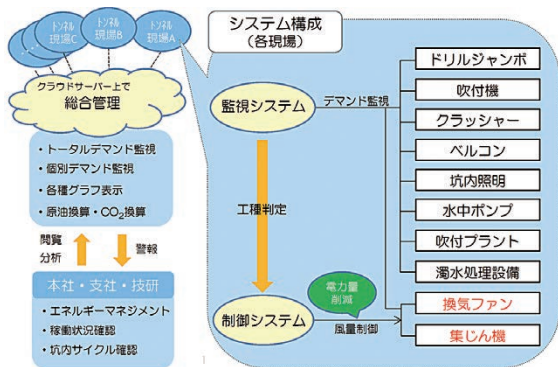 トンネル
現場C
トンネル
現場B
トンネル
現場A
クラウドサーバー上で
総合管理
・トータルデマンド監視
・個別デマンド監視
・各種グラフ表示
・原油換算・CO₂換算
閲覧
分析
警報
本社・支社・技研
・エネルギーマネジメント
・稼働状況確認
・坑内サイクル確認
システム構成
(各現場)
監視システム
デマンド監視
工種判定
制御システム
電力量
削減
風量制御
ドリルジャンボ
吹付機
クラッシャー
ベルコン
坑内照明
水中ポンプ
吹付プラント
濁水処理設備
換気ファン
集じん機